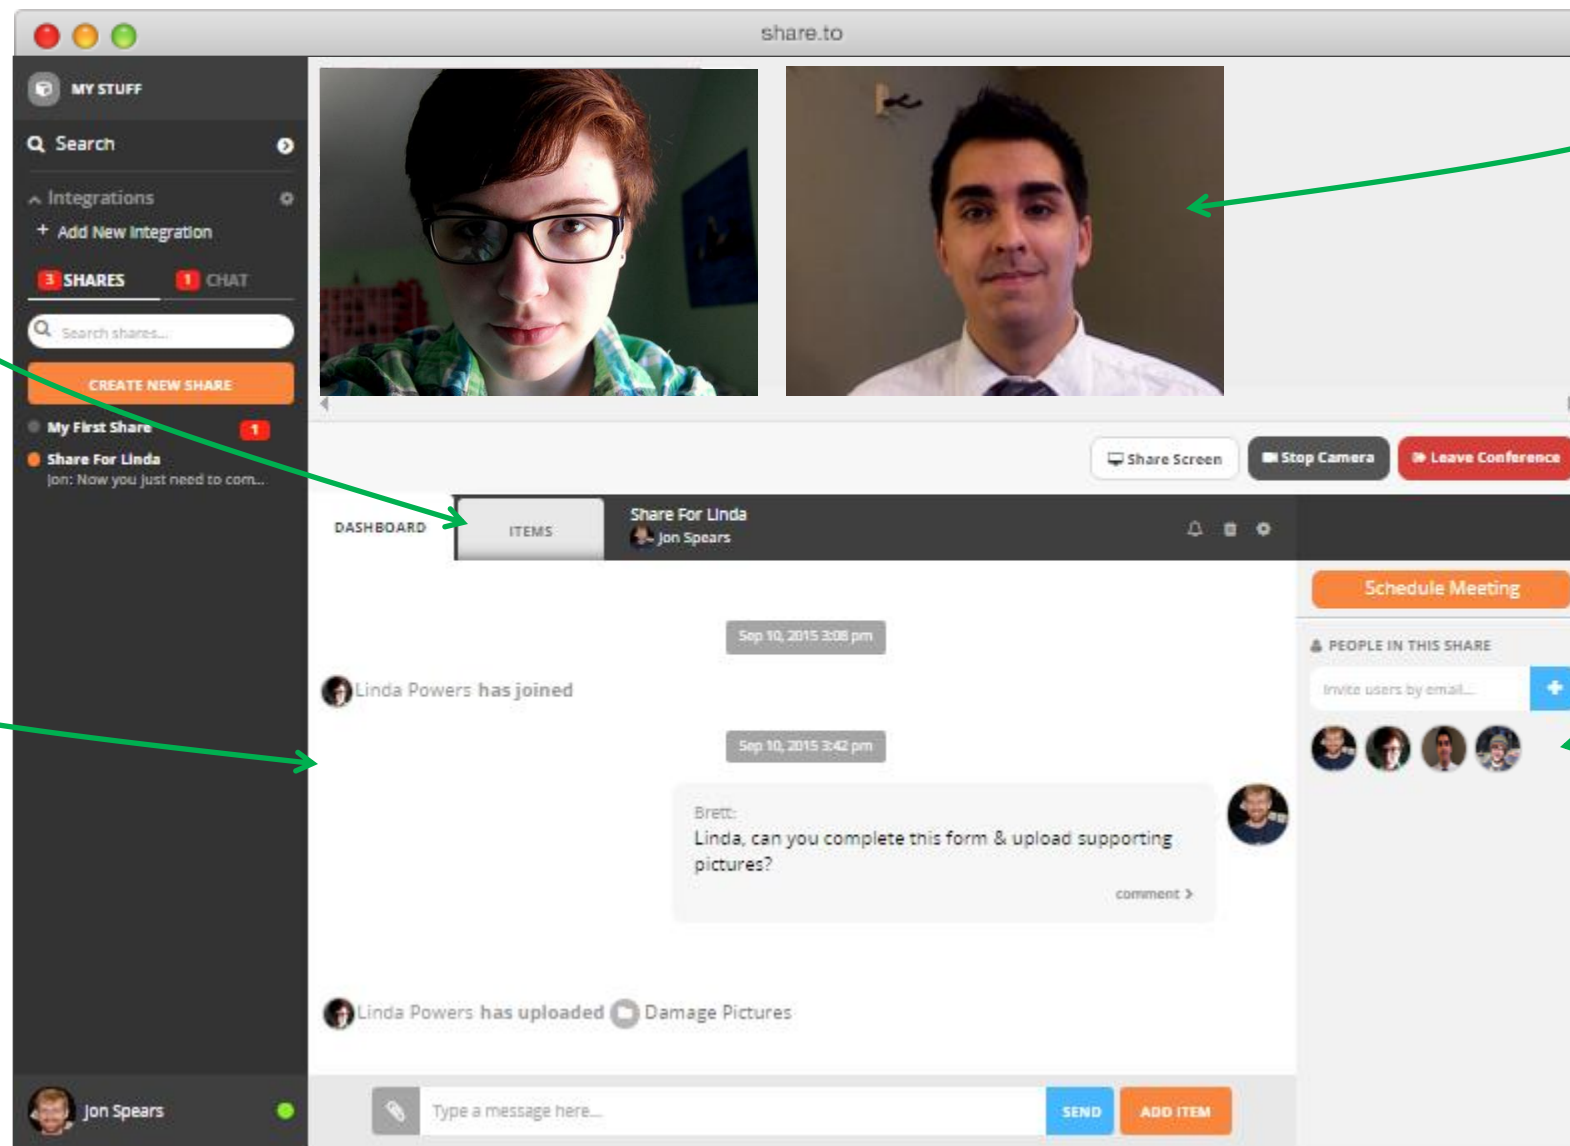 share.to
MY STUFF
Search
Integrations
+ Add New Integration
3 SHARES
1 CHAT
Search shares...
CREATE NEW SHARE
My First Share
1
Share For Linda
Jon: Now you just need to com...
Jon Spears
Share Screen
Stop Camera
Leave Conference
DASHBOARD
ITEMS
Share For Linda
Jon Spears
Sep 10, 2015 3:08 pm
Linda Powers has joined
Sep 10, 2015 3:42 pm
Brett:
Linda, can you complete this form & upload supporting
pictures?
comment >
Linda Powers has uploaded Damage Pictures
Type a message here...
SEND
ADD ITEM
Schedule Meeting
PEOPLE IN THIS SHARE
Invite users by email...